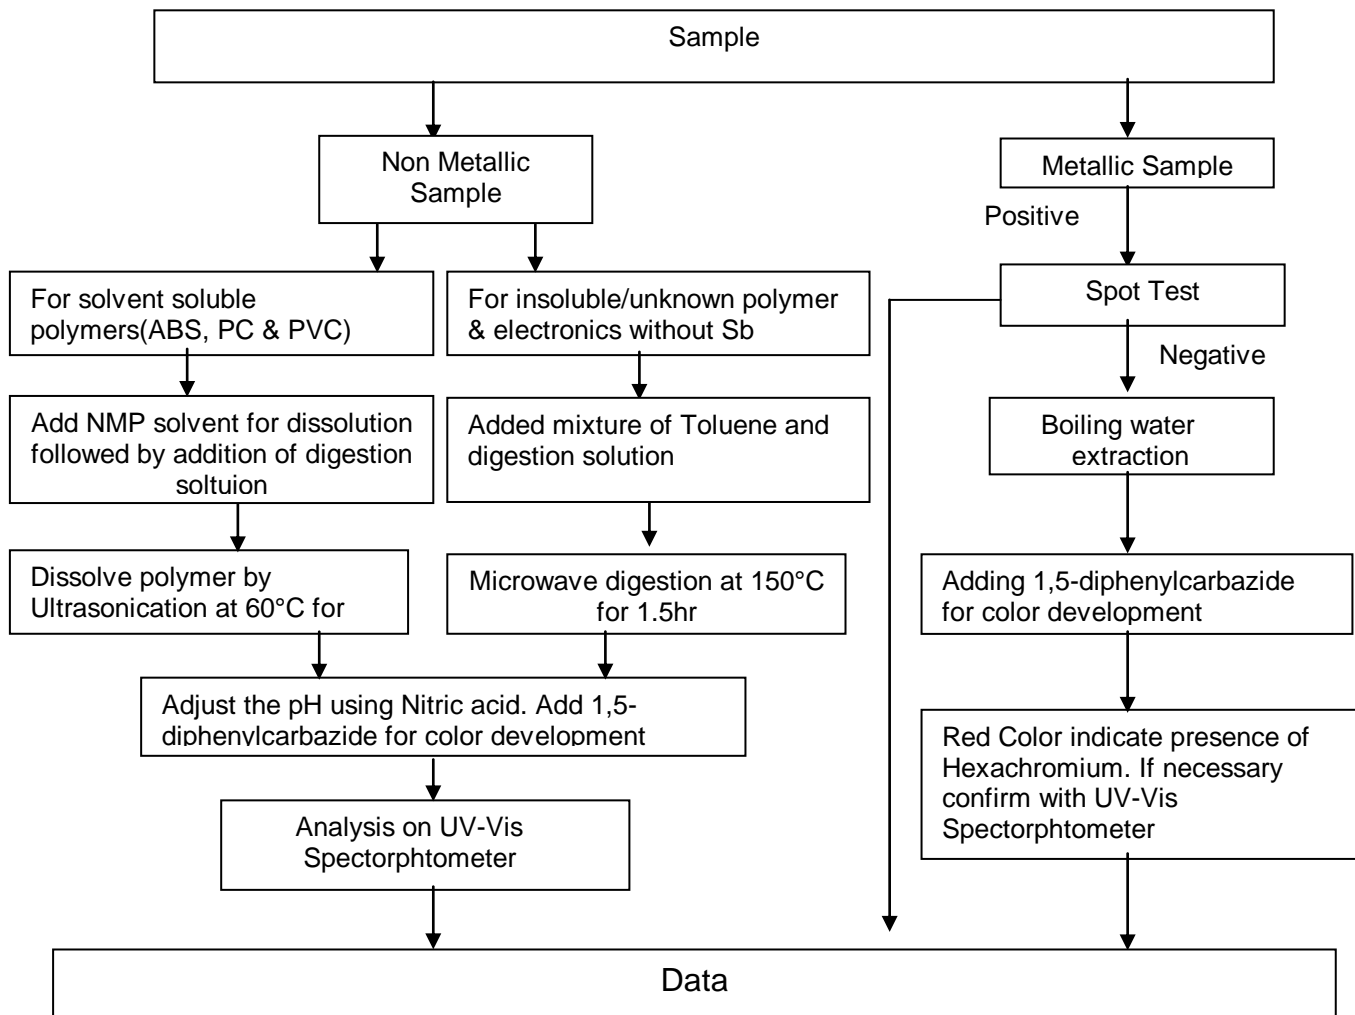 Sample
Non Metallic
Sample
Metallic Sample
Positive
For solvent soluble
polymers(ABS, PC & PVC)
For insoluble/unknown polymer
& electronics without Sb
Spot Test
Negative
Add NMP solvent for dissolution
followed by addition of digestion
soltuion
Added mixture of Toluene and
digestion solution
Boiling water
extraction
Dissolve polymer by
Ultrasonication at 60°C for
Microwave digestion at 150°C
for 1.5hr
Adding 1,5-diphenylcarbazide
for color development
Adjust the pH using Nitric acid. Add 1,5-
diphenylcarbazide for color development
Red Color indicate presence of
Hexachromium. If necessary
confirm with UV-Vis
Spectorphtometer
Analysis on UV-Vis
Spectorphtometer
Data